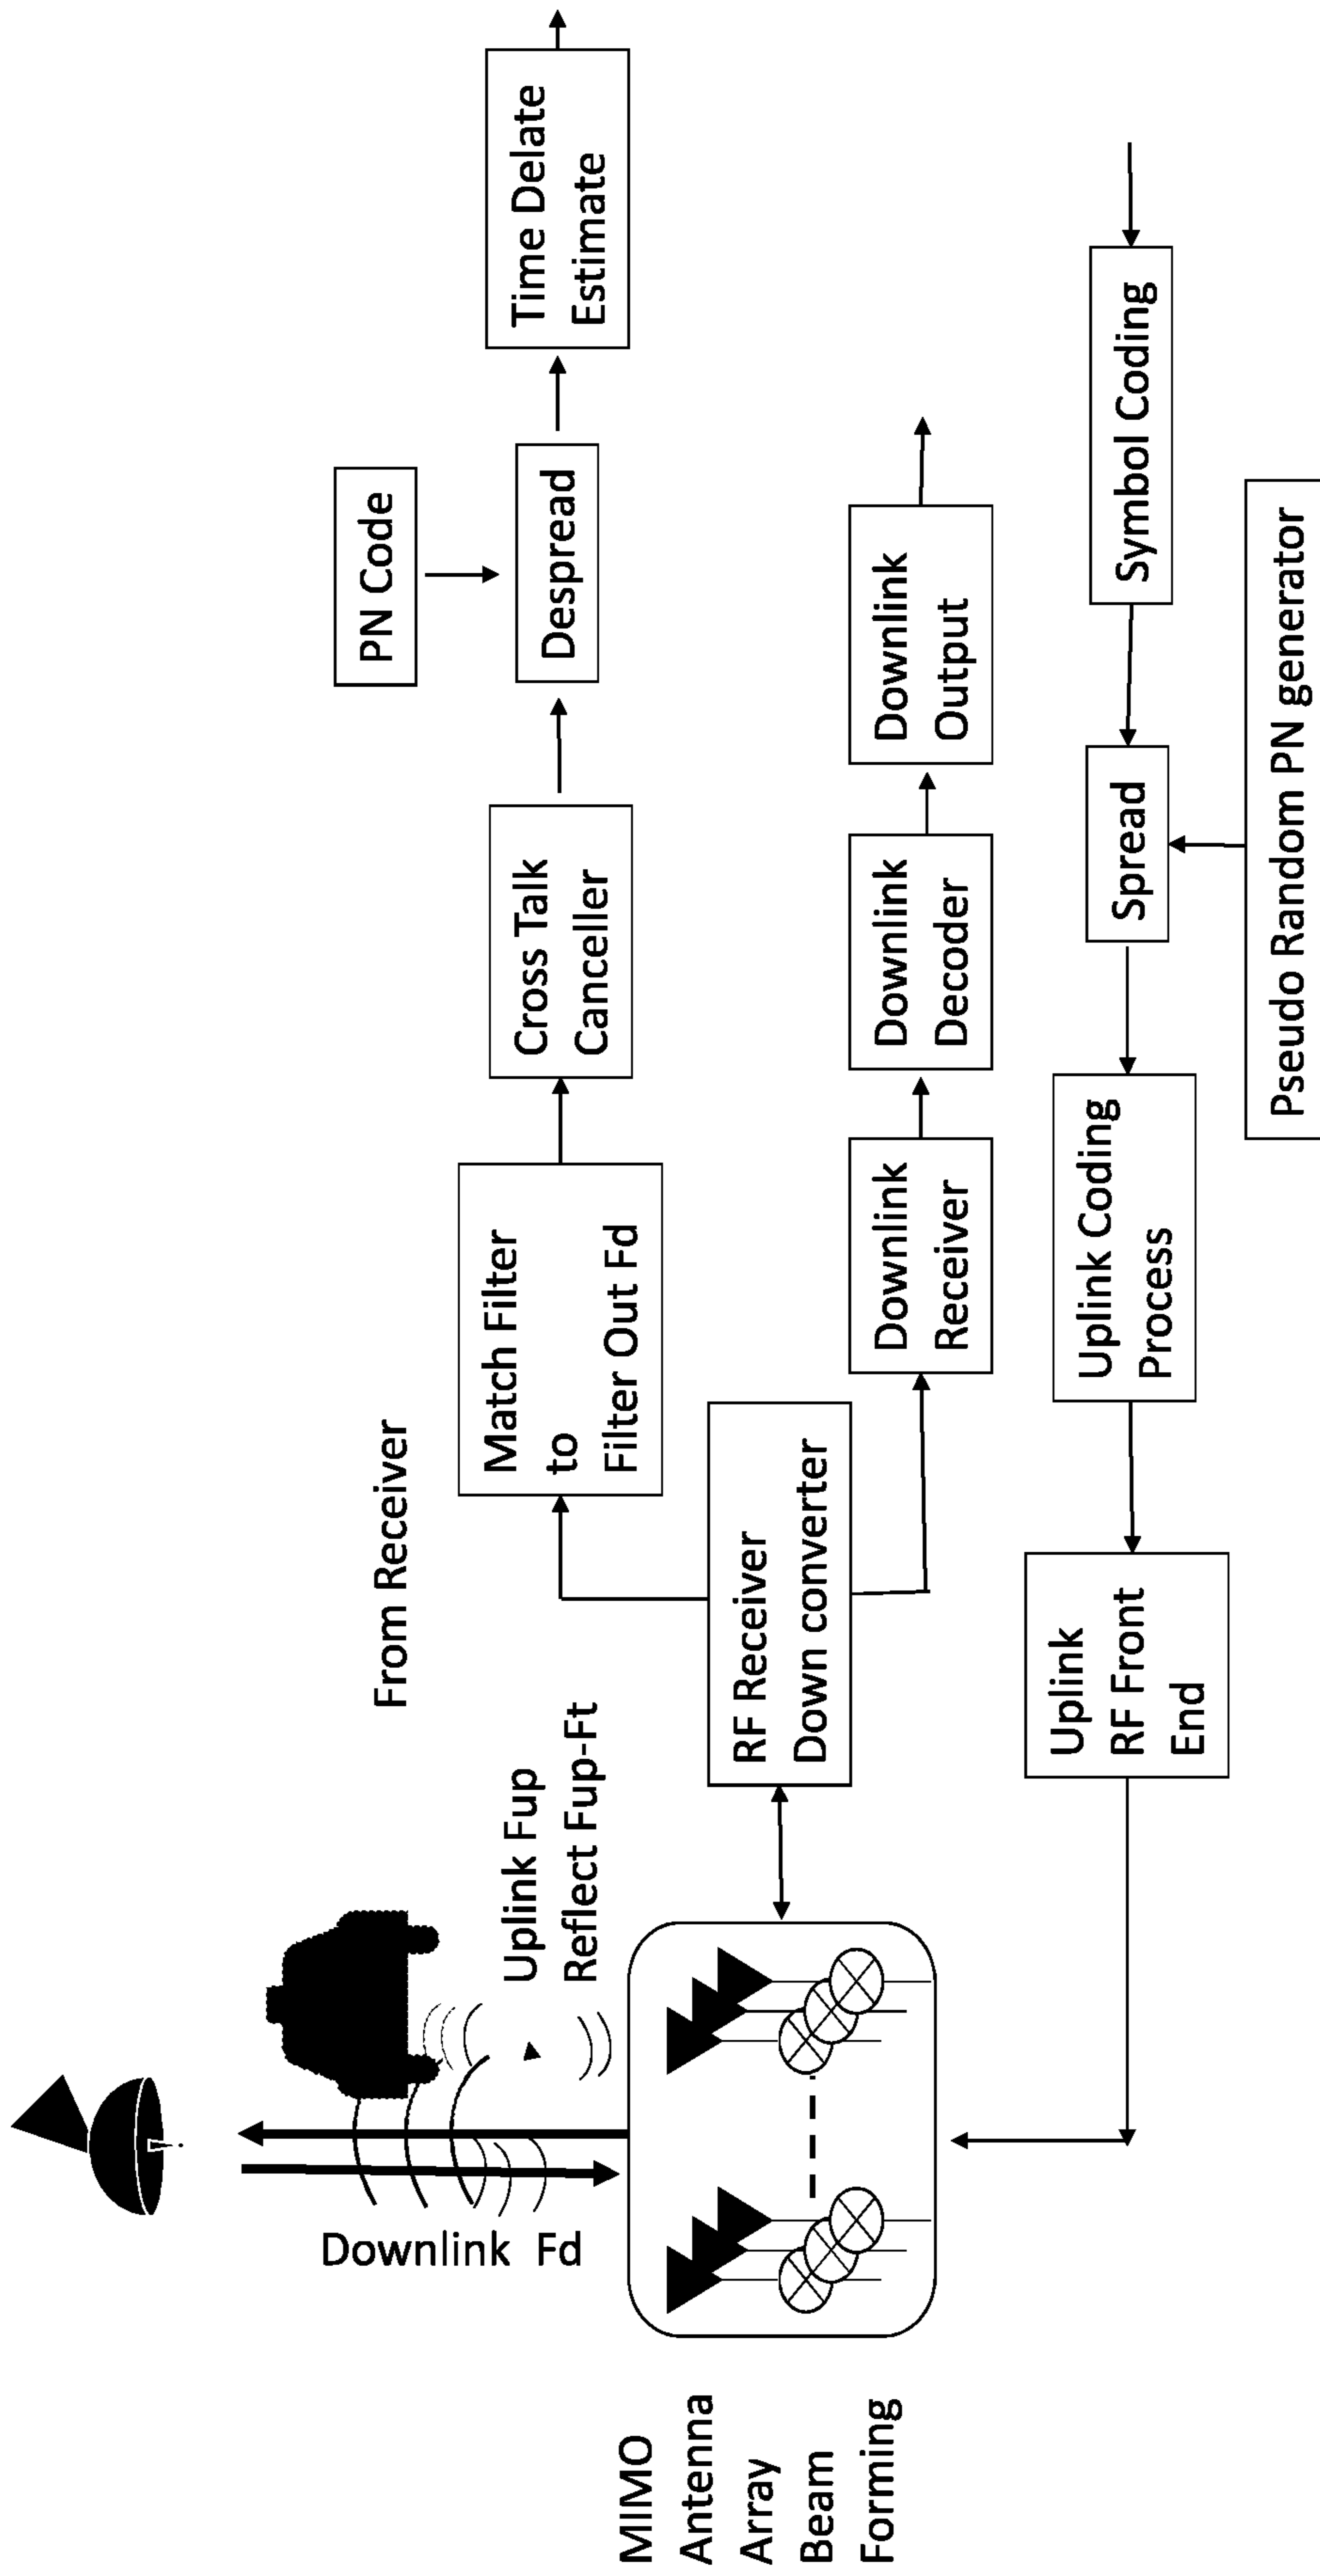 MIMO
Antenna
Array
Beam
Forming
Downlink Fd
Uplink Fup
Reflect Fup-Ft
From Receiver
Match Filter
to
Filter Out Fd
Cross Talk
Canceller
PN Code
Despread
Time Delate
Estimate
RF Receiver
Down converter
Downlink
Receiver
Downlink
Decoder
Downlink
Output
Uplink
RF Front
End
Uplink Coding
Process
Spread
Symbol Coding
Pseudo Random PN generator